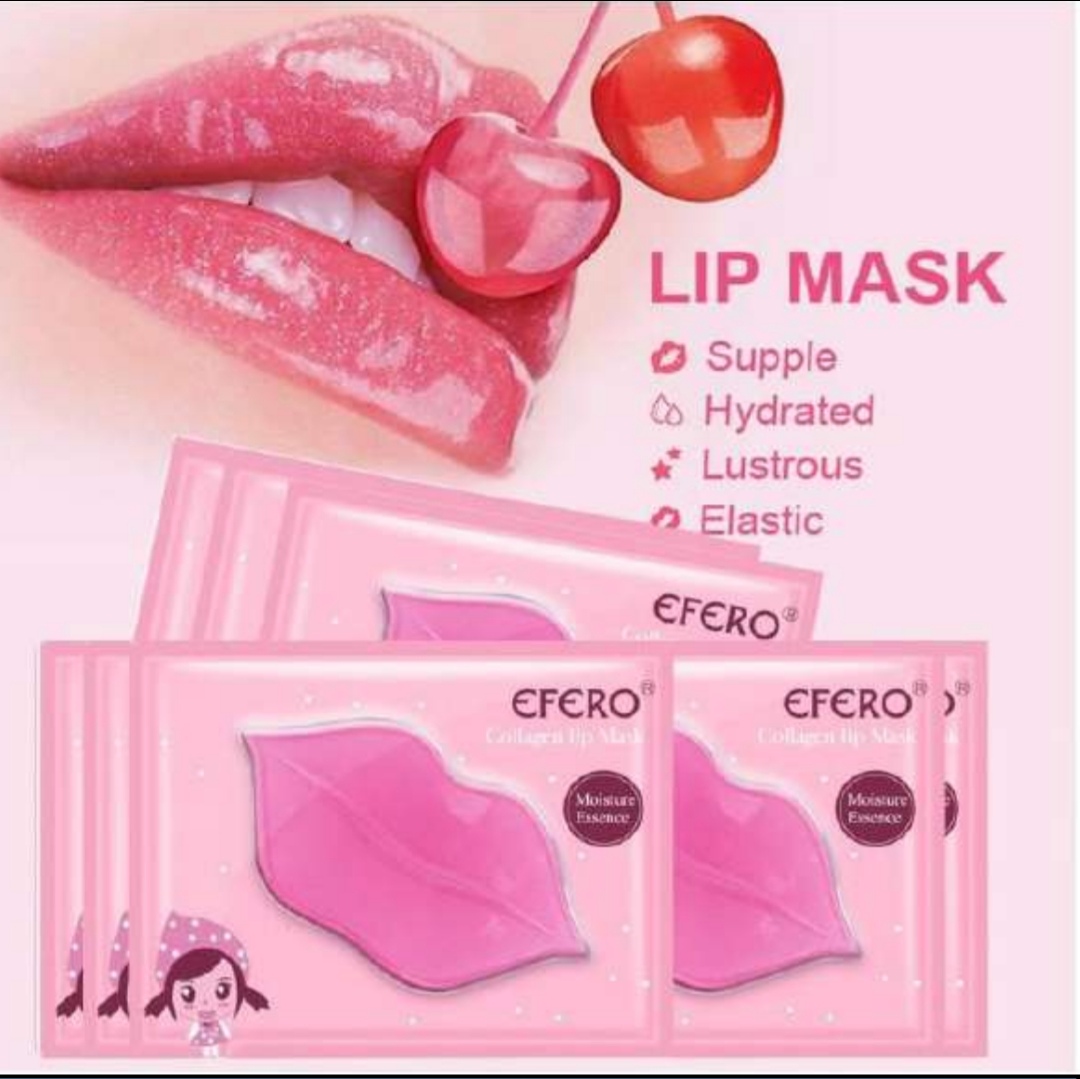 LIP MASK
Supple
Hydrated
Lustrous
Elastic
EFERO®
EFERO®
Collagen lip Mask
Moisture
Essence
EFERO®
Collagen lip Mask
Moisture
Essence
®